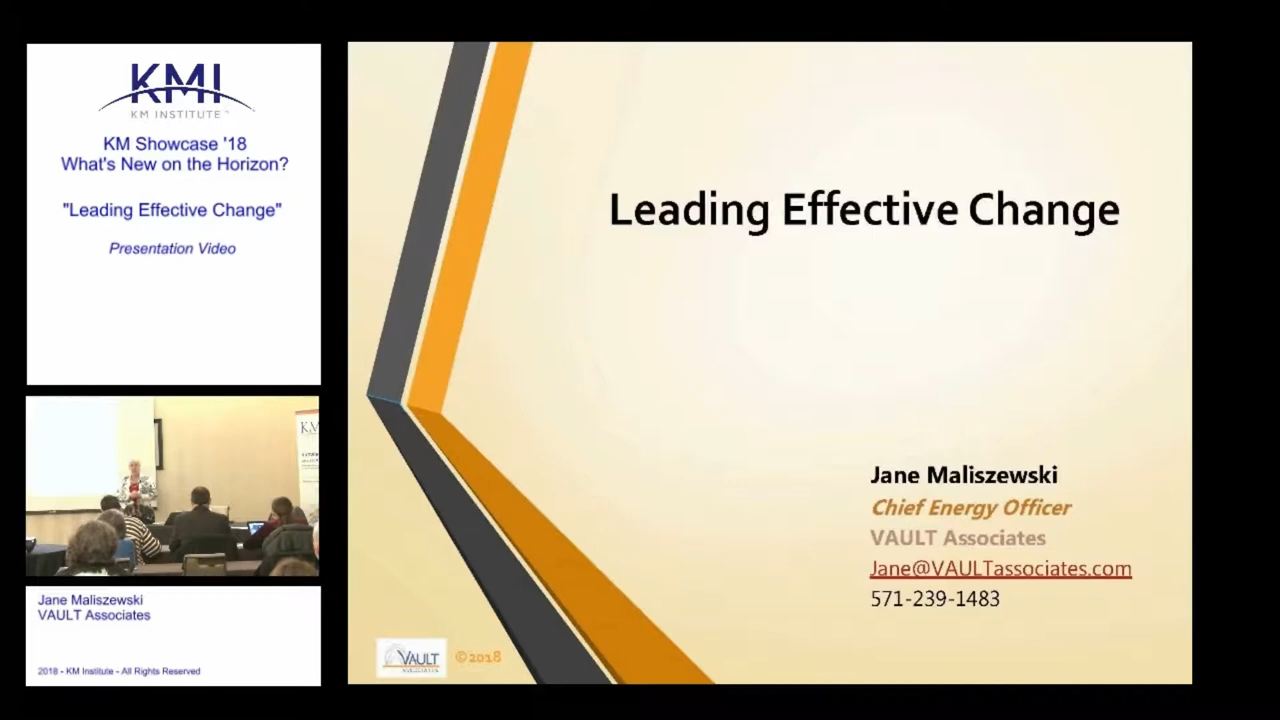 KMI
KM INSTITUTE
KM Showcase '18
What's New on the Horizon?
"Leading Effective Change"
Presentation Video
KM
Jane Maliszewski
VAULT Associates
2018 - KM Institute - All Rights Reserved
Leading Effective Change
Jane Maliszewski
Chief Energy Officer
VAULT Associates
Jane@VAULTassociates.com
571-239-1483
VAULT
ASSOCIATES
©2018